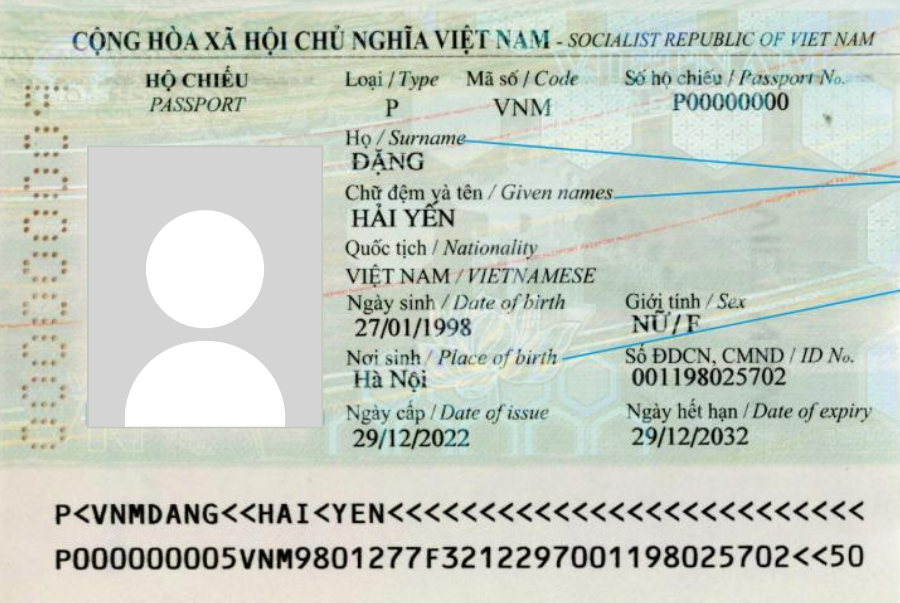 CỘNG HÒA XÃ HỘI CHỦ NGHĨA VIỆT NAM - SOCIALIST REPUBLIC OF VIET NAM
HỘ CHIẾU
PASSPORT
Loại / Type Mã số / Code Số hộ chiếu / Passport No.
P VNM P00000000
Họ / Surname
ĐẶNG
Chữ đệm và tên / Given names
HẢI YẾN
Quốc tịch / Nationality
VIỆT NAM / VIETNAMESE
Ngày sinh / Date of birth Giới tính / Sex
27/01/1998 NỮ / F
Nơi sinh / Place of birth Số ĐDCN, CMND / ID No.
Hà Nội 001198025702
Ngày cấp / Date of issue Ngày hết hạn / Date of expiry
29/12/2022 29/12/2032
P<VNMDANG<<HAI<YEN<<<<<<<<<<<<<<<<<<<<<<<<<<
P000000005VNM9801277F3212297001198025702<<50